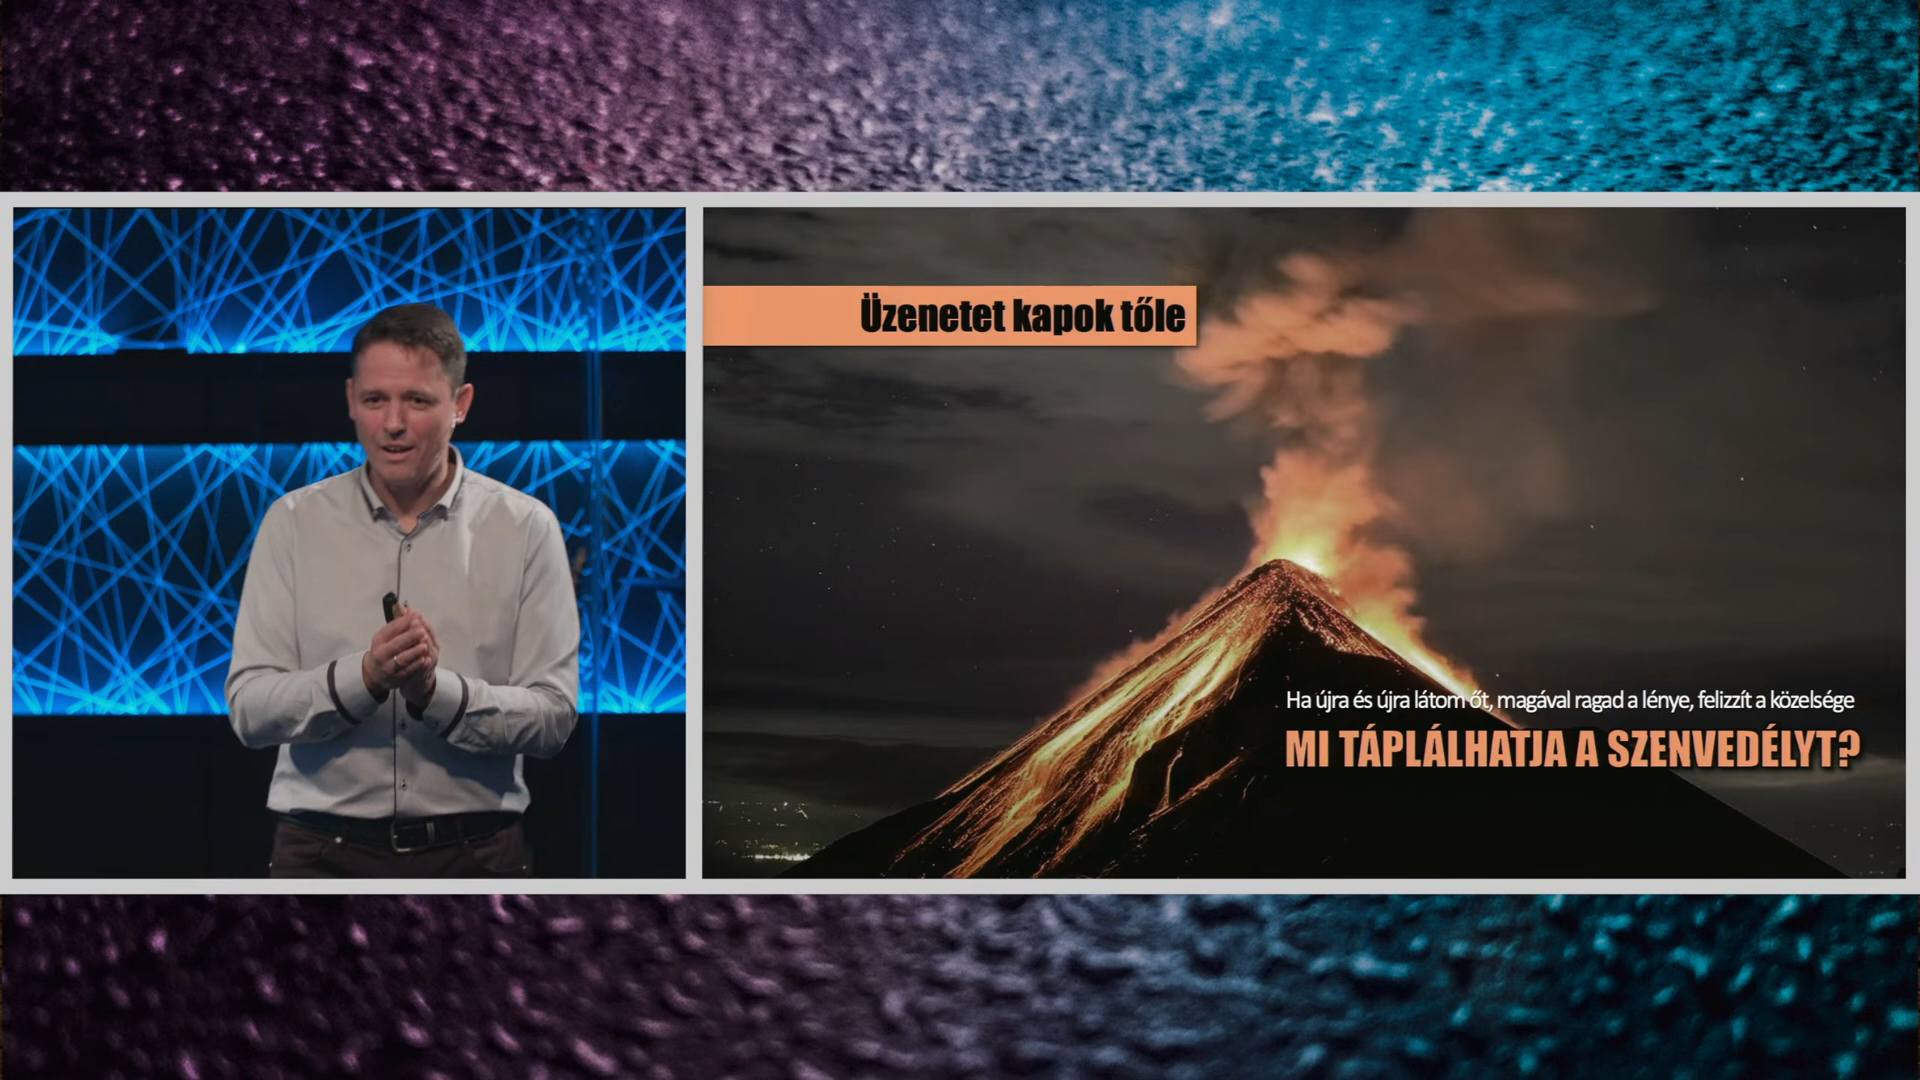 Üzenetet kapok tőle
Ha újra és újra látom őt, magával ragad a lénye, felizzít a közelsége
MI TÁPLÁLHATJA A SZENVEDÉLYT?